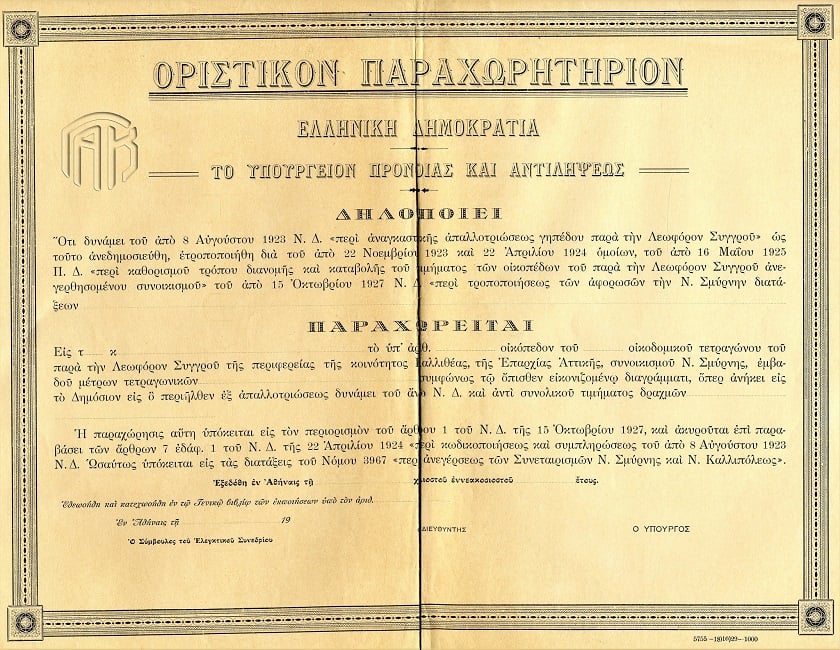 ΟΡΙΣΤΙΚΟΝ ΠΑΡΑΧΩΡΗΤΗΡΙΟΝ
ΓΑΚ
ΕΛΛΗΝΙΚΗ ΔΗΜΟΚΡΑΤΙΑ
ΤΟ ΥΠΟΥΡΓΕΙΟΝ ΠΡΟΝΟΙΑΣ ΚΑΙ ΑΝΤΙΛΗΨΕΩΣ
ΔΗΛΟΠΟΙΕΙ
Ὅτι δυνάμει τοῦ ἀπὸ 8 Αὐγούστου 1923 Ν. Δ. «περὶ ἀναγκαστικῆς ἀπαλλοτριώσεως γηπέδου παρὰ τὴν Λεωφόρον Συγγροῦ» ὡς
τοῦτο ἀνεδημοσιεύθη, ἐτροποποιήθη διὰ τοῦ ἀπὸ 22 Νοεμβρίου 1923 καὶ 22 Ἀπριλίου 1924 ὁμοίων, τοῦ ἀπὸ 16 Μαΐου 1925
Π. Δ. «περὶ καθορισμοῦ τρόπου διανομῆς καὶ καταβολῆς τοῦ τιμήματος τῶν οἰκοπέδων τοῦ παρὰ τὴν Λεωφόρον Συγγροῦ ἀνε-
γερθησομένου συνοικισμοῦ» τοῦ ἀπὸ 15 Ὀκτωβρίου 1927 Ν. Δ. «περὶ τροποποιήσεως τῶν ἀφορωσῶν τὴν Ν. Σμύρνην διατά-
ξεων
ΠΑΡΑΧΩΡΕΙΤΑΙ
Εἰς τ κ τὸ ὑπ' ἀριθ. οἰκόπεδον τοῦ οἰκοδομικοῦ τετραγώνου τοῦ
παρὰ τὴν Λεωφόρον Συγγροῦ τῆς περιφερείας τῆς κοινότητος Καλλιθέας, τῆς Ἐπαρχίας Ἀττικῆς, συνοικισμοῦ Ν. Σμύρνης, ἐμβα-
δοῦ μέτρων τετραγωνικῶν συμφώνως τῷ ὄπισθεν εἰκονιζομένῳ διαγράμματι, ὅπερ ἀνήκει εἰς
τὸ Δημόσιον εἰς ὃ περιῆλθεν ἐξ ἀπαλλοτριώσεως δυνάμει τοῦ ἄνω Ν. Δ. καὶ ἀντὶ συνολικοῦ τιμήματος δραχμῶν
Ἡ παραχώρησις αὕτη ὑπόκειται εἰς τὸν περιορισμὸν τοῦ ἄρθρου 1 τοῦ Ν. Δ. τῆς 15 Ὀκτωβρίου 1927, καὶ ἀκυροῦται ἐπὶ παρα-
βάσει τῶν ἄρθρων 7 ἐδάφ. 1 τοῦ Ν. Δ. τῆς 22 Ἀπριλίου 1924 «περὶ κωδικοποιήσεως καὶ συμπληρώσεως τοῦ ἀπὸ 8 Αὐγούστου 1923
Ν. Δ. Ὡσαύτως ὑπόκειται εἰς τὰς διατάξεις τοῦ Νόμου 3967 «περὶ ἀνεγέρσεως τῶν Συνεταιρισμῶν Ν. Σμύρνης καὶ Ν. Καλλιπόλεως».
Ἐξεδόθη ἐν Ἀθήναις τῇ χιλιοστοῦ ἐννεακοσιοστοῦ ἔτους.
Ἐθεωρήθη καὶ κατεχωρήθη ἐν τῷ Γενικῷ βιβλίῳ τῶν ἐκποιήσεων ὑπὸ τὸν ἀριθ.
Ἐν Ἀθήναις τῇ 19
ΔΙΕΥΘΥΝΤΗΣ Ο ΥΠΟΥΡΓΟΣ
Ὁ Σύμβουλος τοῦ Ἐλεγκτικοῦ Συνεδρίου
5755 –18|10|29–1000